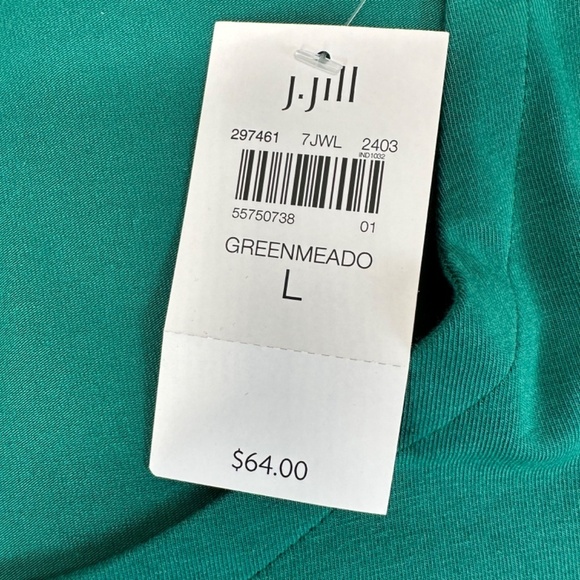 J.Jill
297461 7JWL 2403
IND1032
55750738 01
GREENMEADO
L
$64.00